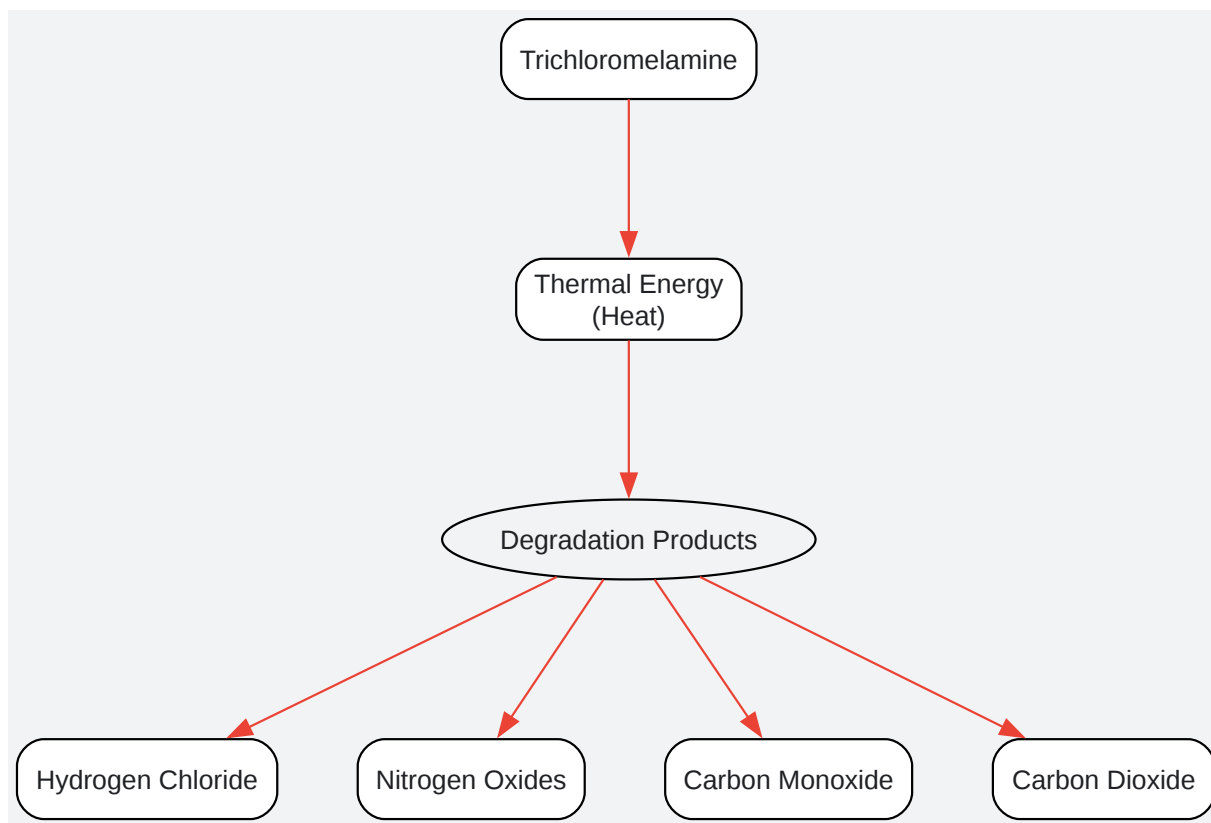 Trichloromelamine
Thermal Energy
(Heat)
Degradation Products
Hydrogen Chloride
Nitrogen Oxides
Carbon Monoxide
Carbon Dioxide